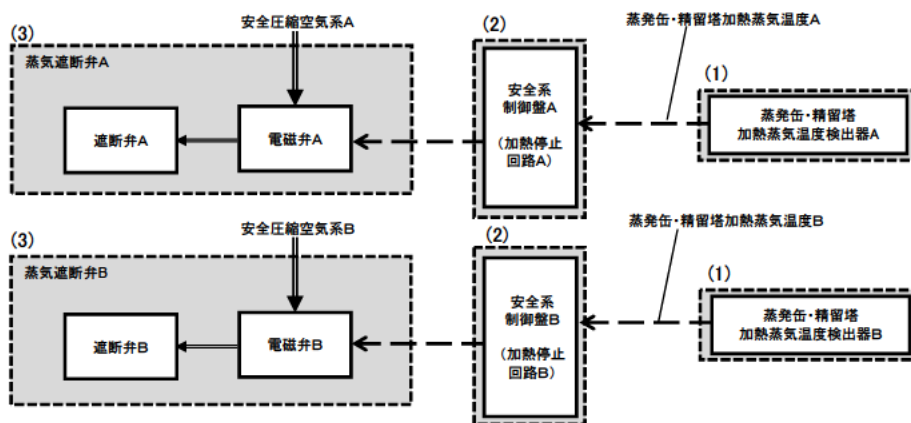 安全圧縮空気系A
(3)
蒸気遮断弁A
遮断弁A
電磁弁A
(2)
安全系
制御盤A
(加熱停止
回路A)
蒸発缶・精留塔加熱蒸気温度A
(1)
蒸発缶・精留塔
加熱蒸気温度検出器A
安全圧縮空気系B
(3)
蒸気遮断弁B
遮断弁B
電磁弁B
(2)
安全系
制御盤B
(加熱停止
回路B)
蒸発缶・精留塔加熱蒸気温度B
(1)
蒸発缶・精留塔
加熱蒸気温度検出器B